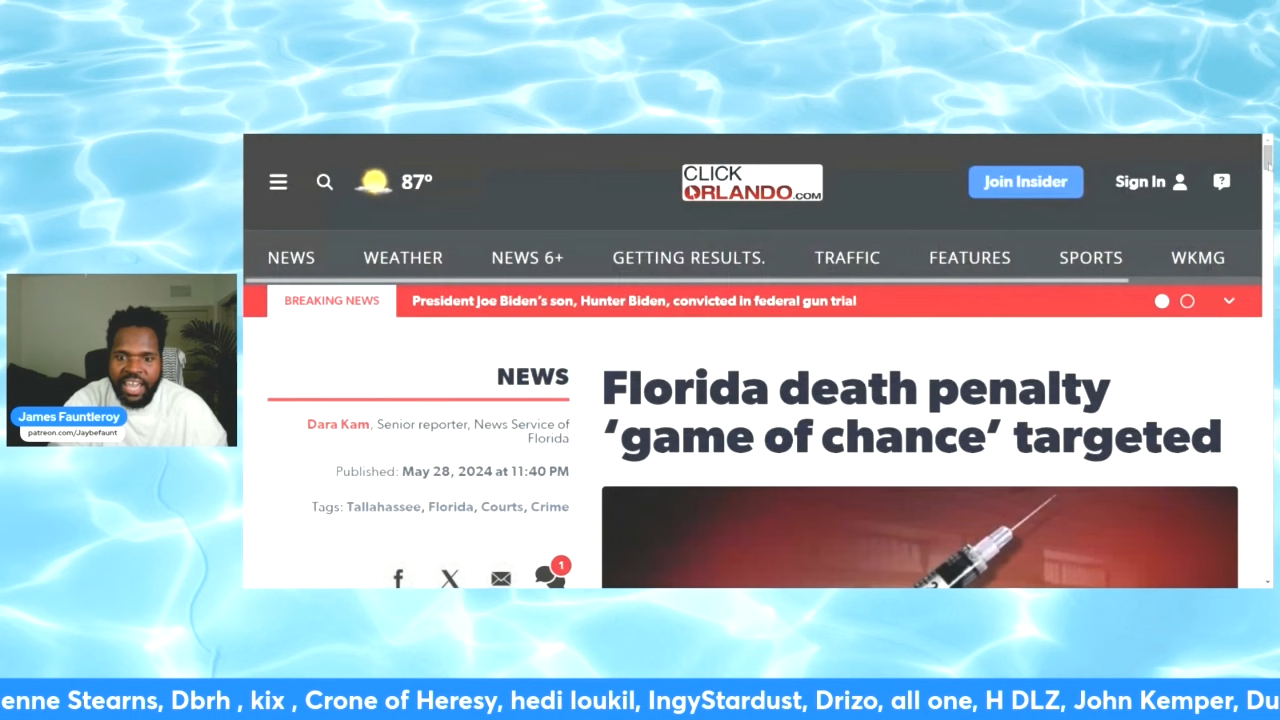 87°
CLICK
ORLANDO.COM
Join Insider
Sign In
?
NEWS
WEATHER
NEWS 6+
GETTING RESULTS.
TRAFFIC
FEATURES
SPORTS
WKMG
BREAKING NEWS
President Joe Biden's son, Hunter Biden, convicted in federal gun trial
NEWS
Dara Kam, Senior reporter, News Service of
Florida
Published: May 28, 2024 at 11:40 PM
Tags: Tallahassee, Florida, Courts, Crime
1
Florida death penalty
‘game of chance’ targeted
James Fauntleroy
patreon.com/Jaybefaunt
enne Stearns, Dbrh , kix , Crone of Heresy, hedi loukil, IngyStardust, Drizo, all one, H DLZ, John Kemper, Du